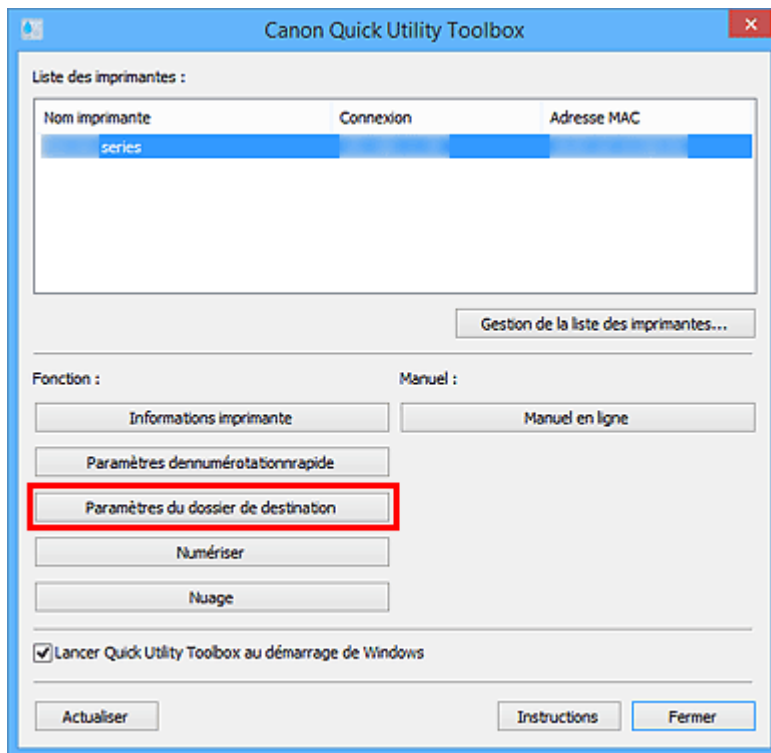 Canon Quick Utility Toolbox
Liste des imprimantes :
Nom imprimante Connexion Adresse MAC
series
Gestion de la liste des imprimantes...
Fonction : Manuel :
Informations imprimante Manuel en ligne
Paramètres dennumérotationnrapide
Paramètres du dossier de destination
Numériser
Nuage
Lancer Quick Utility Toolbox au démarrage de Windows
Actualiser Instructions Fermer